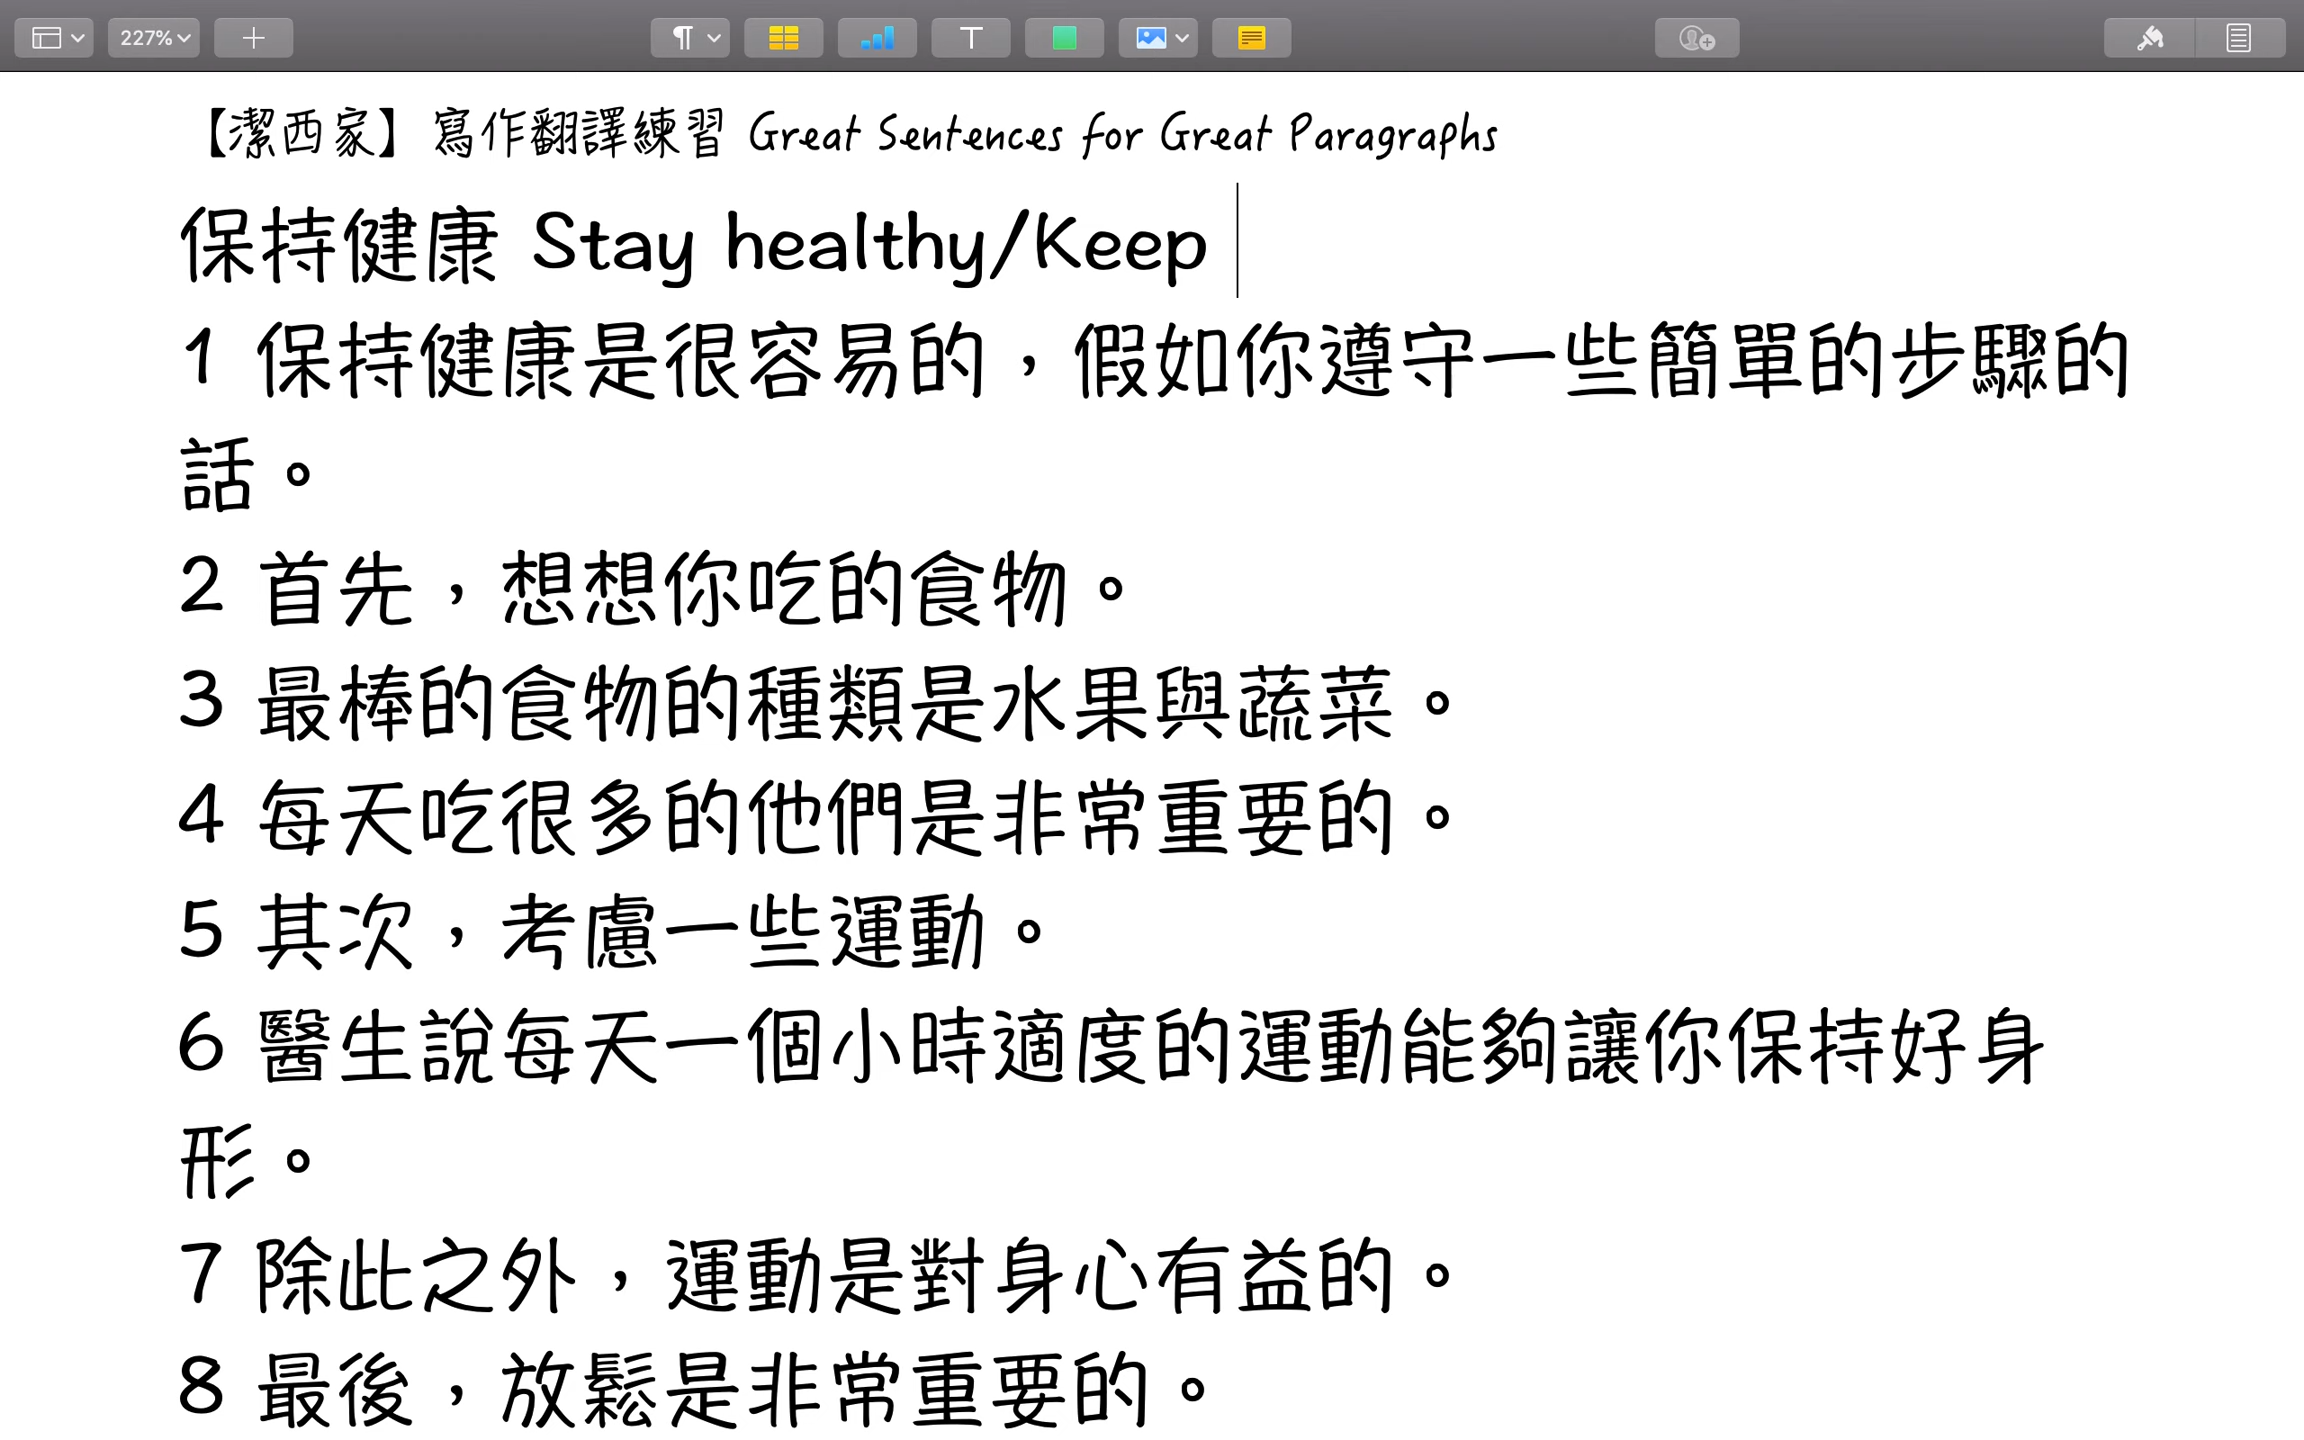 227%
【潔西家】 寫作翻譯練習 Great Sentences for Great Paragraphs
保持健康 Stay healthy/Keep
1 保持健康是很容易的，假如你遵守一些簡單的步驟的
話。
2 首先，想想你吃的食物。
3 最棒的食物的種類是水果與蔬菜。
4 每天吃很多的他們是非常重要的。
5 其次，考慮一些運動。
6 醫生說每天一個小時適度的運動能夠讓你保持好身
形。
7 除此之外，運動是對身心有益的。
8 最後，放鬆是非常重要的。